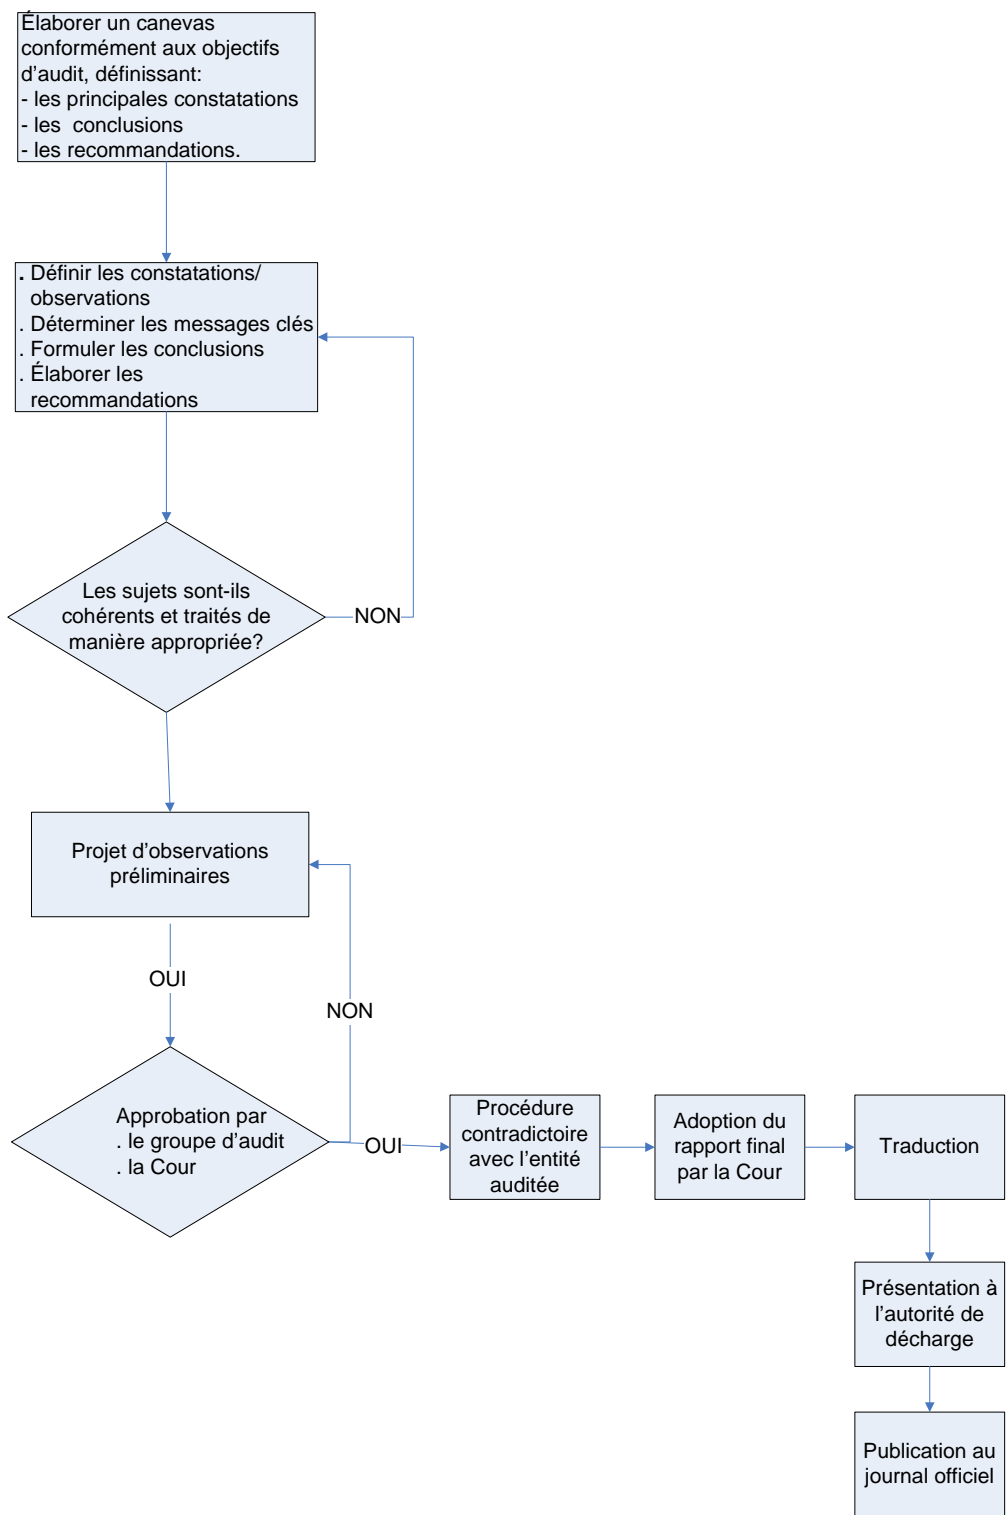 Élaborer un canevas
conformément aux objectifs
d’audit, définissant:
- les principales constatations
- les  conclusions
- les recommandations.
. Définir les constatations/
observations
. Déterminer les messages clés
. Formuler les conclusions
. Élaborer les
recommandations
Les sujets sont-ils
cohérents et traités de
manière appropriée?
NON
Projet d’observations
préliminaires
OUI
NON
Approbation par
. le groupe d’audit
. la Cour
OUI
Procédure
contradictoire
avec l’entité
auditée
Adoption du
rapport final
par la Cour
Traduction
Présentation à
l’autorité de
décharge
Publication au
journal officiel